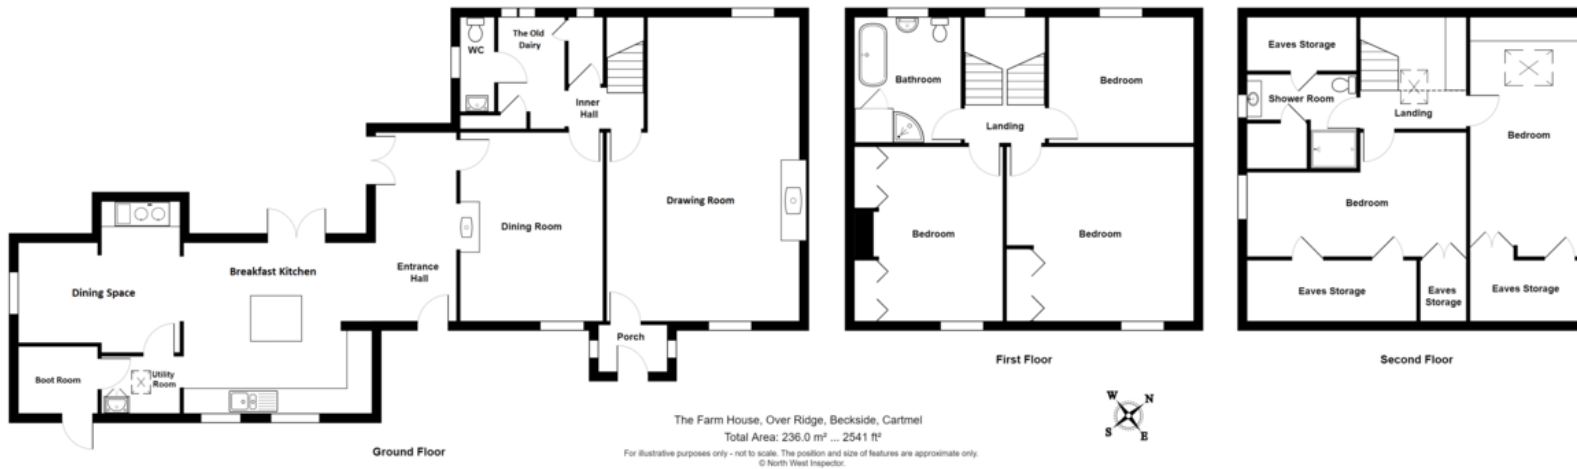 WC
The Old
Dairy
Inner
Hall
Drawing Room
Dining Room
Entrance
Hall
Breakfast Kitchen
Dining Space
Boot Room
Utility
Room
Porch
Ground Floor
Bathroom
Bedroom
Landing
Bedroom
Bedroom
First Floor
Eaves Storage
Shower Room
Landing
Bedroom
Bedroom
Eaves Storage
Eaves
Storage
Eaves Storage
Second Floor
W
N
S
E
The Farm House, Over Ridge, Beckside, Cartmel
Total Area: 236.0 m² ... 2541 ft²
For illustrative purposes only - not to scale. The position and size of features are approximate only.
© North West Inspector.